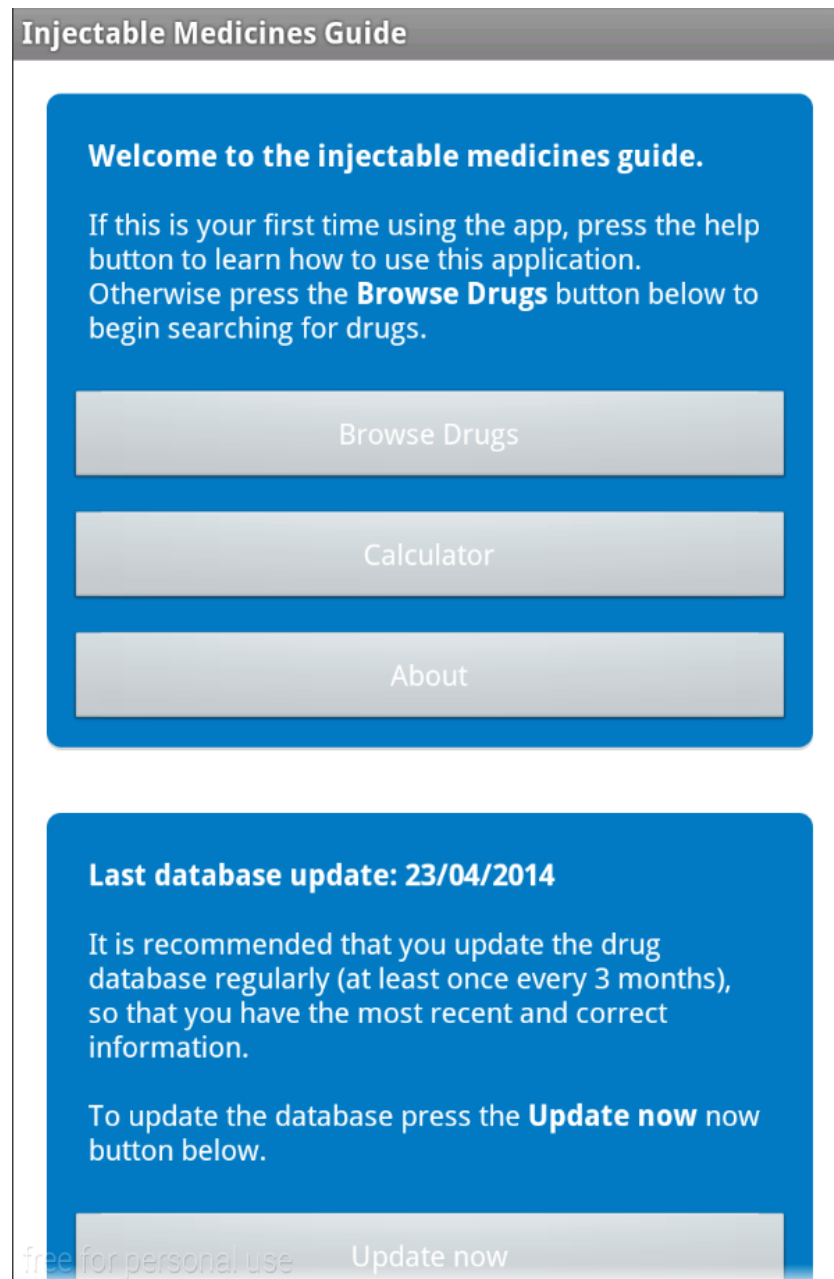 Injectable Medicines Guide
Welcome to the injectable medicines guide.
If this is your first time using the app, press the help
button to learn how to use this application.
Otherwise press the Browse Drugs button below to
begin searching for drugs.
Browse Drugs
Calculator
About
Last database update: 23/04/2014
It is recommended that you update the drug
database regularly (at least once every 3 months),
so that you have the most recent and correct
information.
To update the database press the Update now now
button below.
Update now
free for personal use